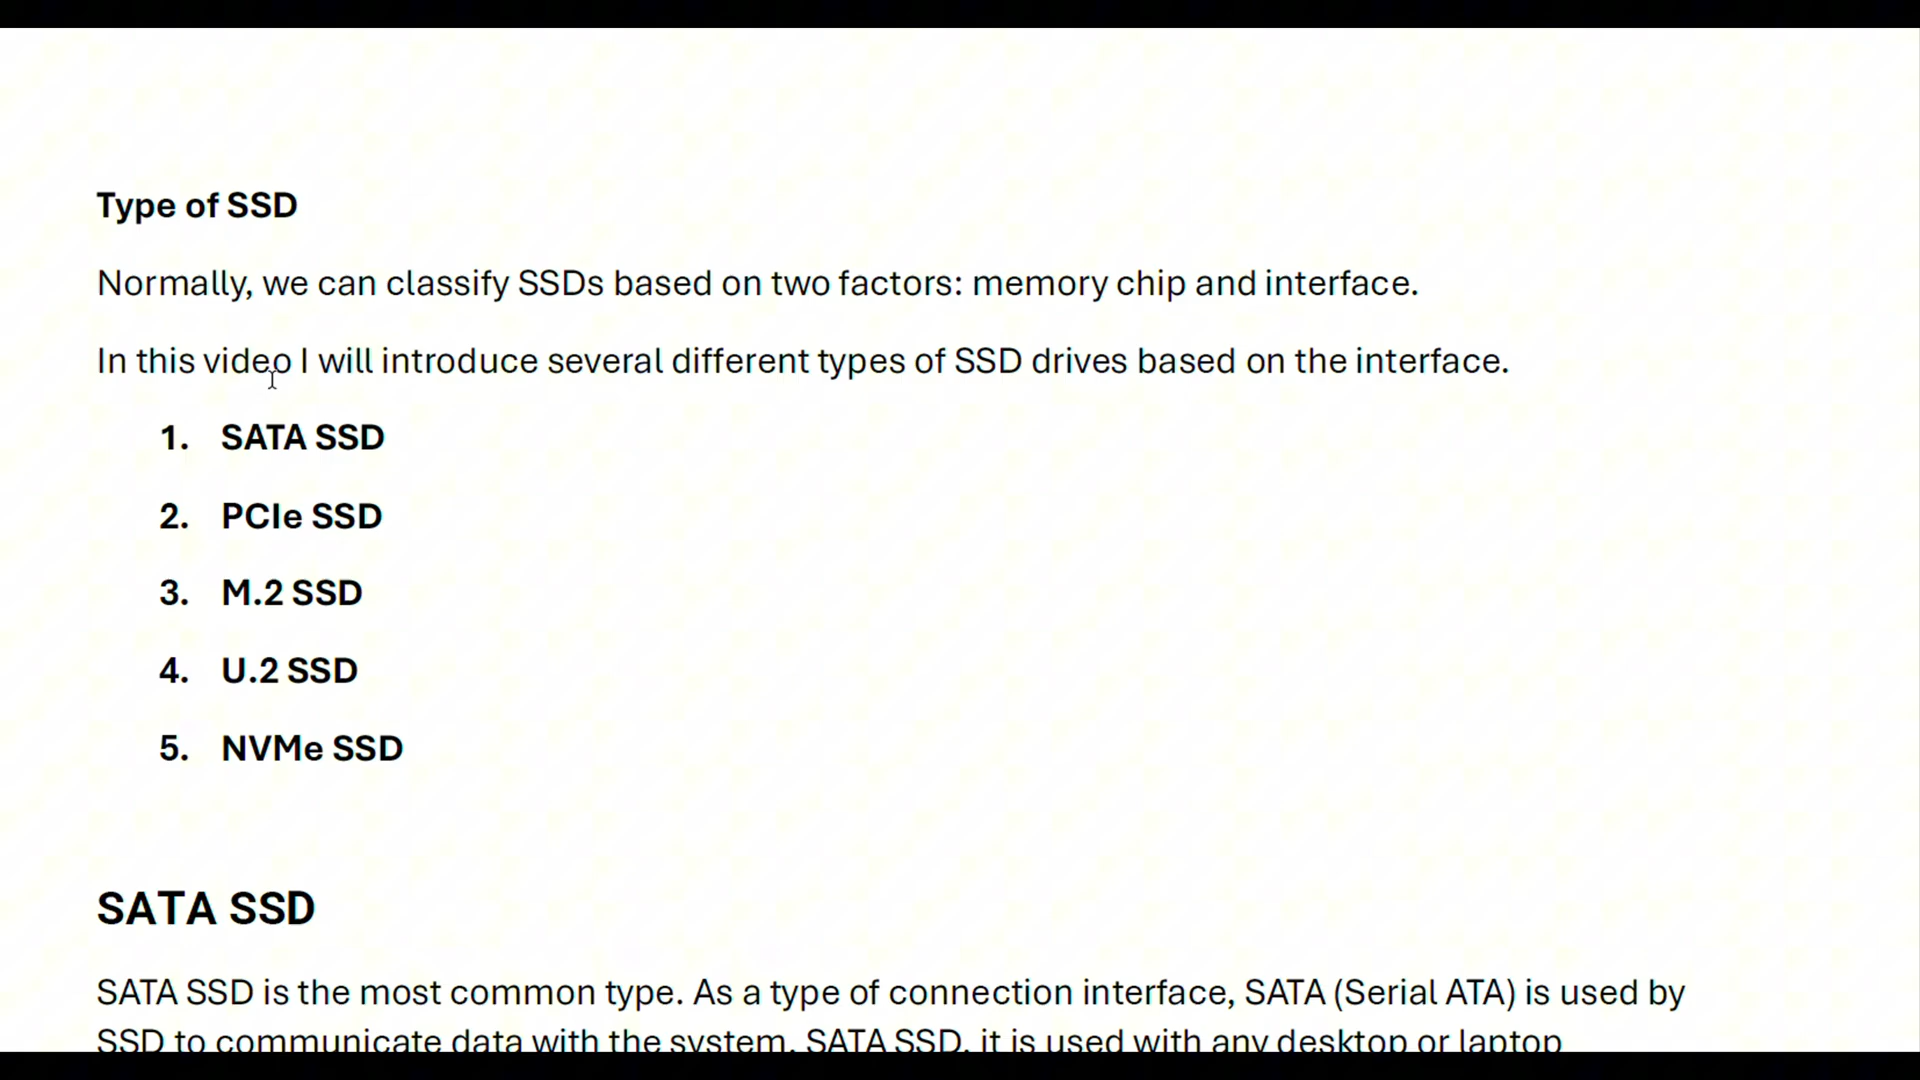 Type of SSD
Normally, we can classify SSDs based on two factors: memory chip and interface.
In this video I will introduce several different types of SSD drives based on the interface.
1. SATA SSD
2. PCIe SSD
3. M.2 SSD
4. U.2 SSD
5. NVMe SSD
SATA SSD
SATA SSD is the most common type. As a type of connection interface, SATA (Serial ATA) is used by
SSD to communicate data with the system. SATA SSD, it is used with any desktop or laptop